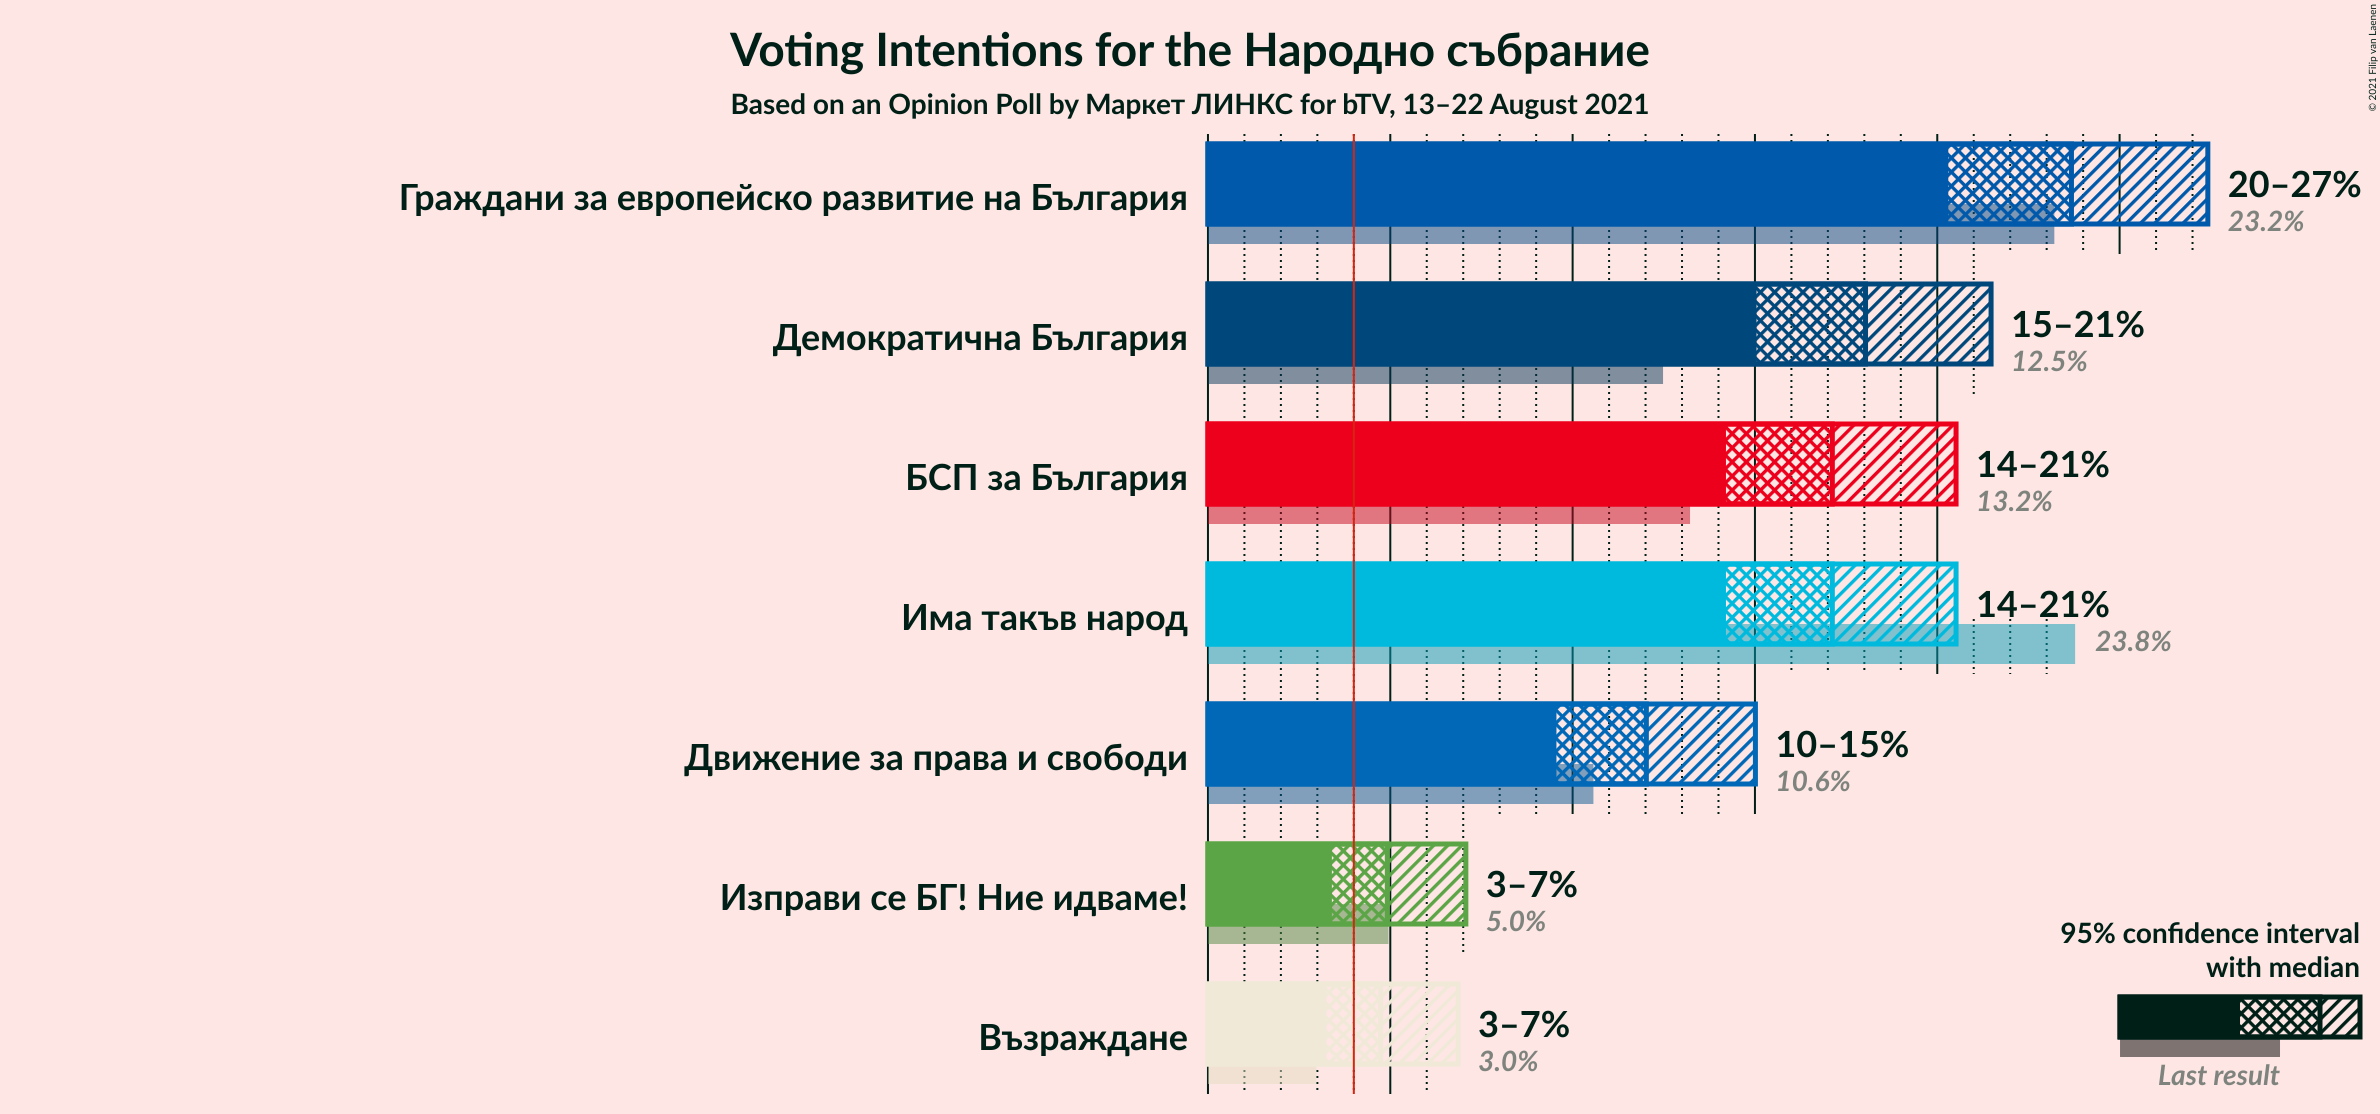 Voting Intentions for the Народно събрание
Based on an Opinion Poll by Маркет ЛИНКС for bTV, 13–22 August 2021
© 2021 Filip van Laenen
Граждани за европейско развитие на България
20–27%
23.2%
Демократична България
15–21%
12.5%
БСП за България
14–21%
13.2%
Има такъв народ
14–21%
23.8%
Движение за права и свободи
10–15%
10.6%
Изправи се БГ! Ние идваме!
3–7%
5.0%
Възраждане
3–7%
3.0%
95% confidence interval
with median
Last result